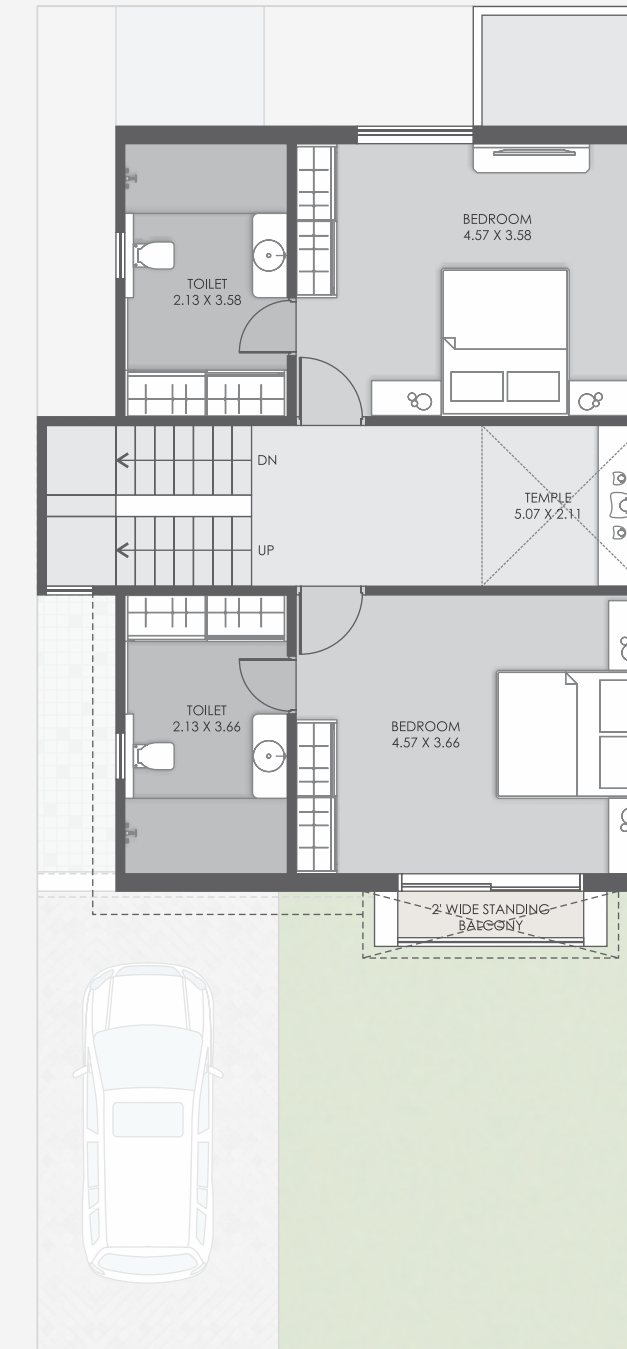 BEDROOM
4.57 X 3.58
TOILET
2.13 X 3.58
DN
TEMPLE
5.07 X 2.11
UP
TOILET
2.13 X 3.66
BEDROOM
4.57 X 3.66
2' WIDE STANDING
BALCONY